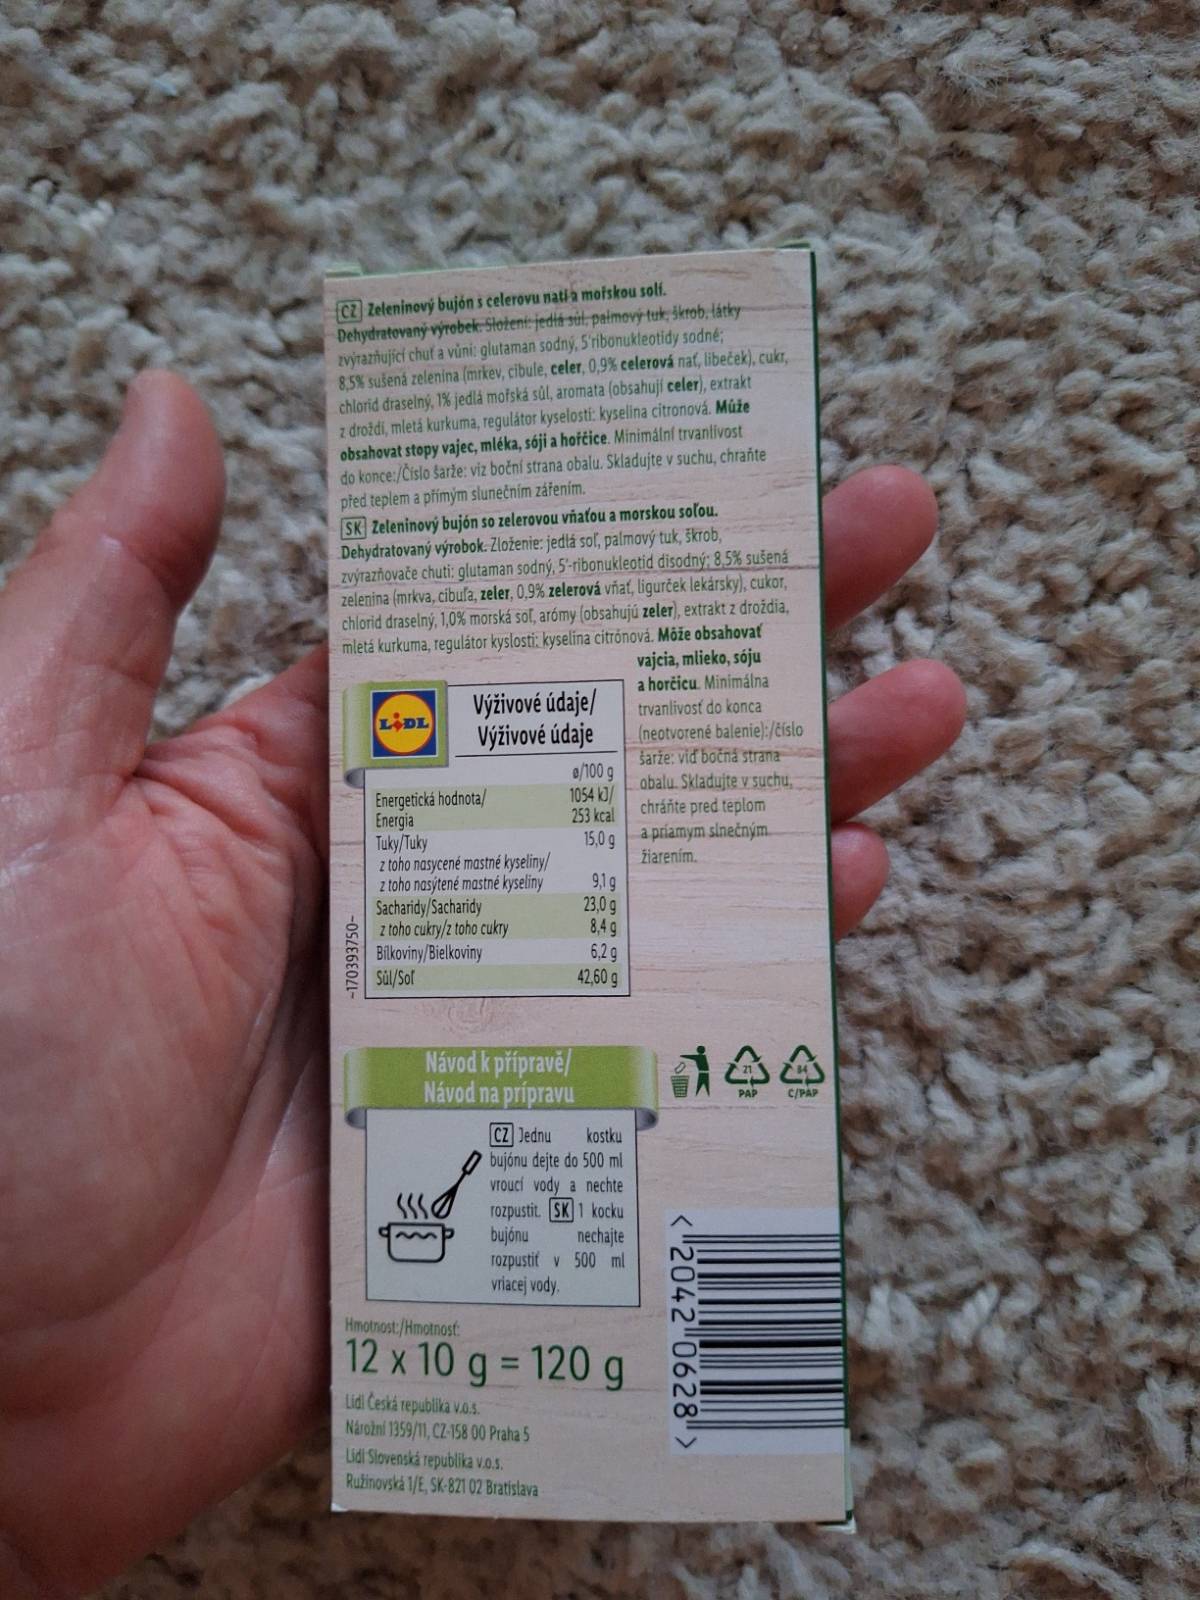 CZ Zeleninový bujón s celerovu natí a mořskou solí.
Dehydratovaný výrobek. Složení: jedlá sůl, palmový tuk, škrob, látky
zvýrazňující chuť a vůni: glutaman sodný, 5'ribonukleotidy sodné;
8,5% sušená zelenina (mrkev, cibule, celer, 0,9% celerová nať, libeček), cukr,
chlorid draselný, 1% jedlá mořská sůl, aromata (obsahují celer), extrakt
z droždí, mletá kurkuma, regulátor kyselosti: kyselina citronová. Může
obsahovat stopy vajec, mléka, sóji a hořčice. Minimální trvanlivost
do konce:/Číslo šarže: viz boční strana obalu. Skladujte v suchu, chraňte
před teplem a přímým slunečním zářením.
SK Zeleninový bujón so zelerovou vňaťou a morskou soľou.
Dehydratovaný výrobok. Zloženie: jedlá soľ, palmový tuk, škrob,
zvýrazňovače chuti: glutaman sodný, 5'-ribonukleotid disodný; 8,5% sušená
zelenina (mrkva, cibuľa, zeler, 0,9% zelerová vňať, ligurček lekársky), cukor,
chlorid draselný, 1,0% morská soľ, arómy (obsahujú zeler), extrakt z droždia,
mletá kurkuma, regulátor kyslosti: kyselina citrónová. Môže obsahovať
vajcia, mlieko, sóju
a horčicu. Minimálna
trvanlivosť do konca
(neotvorené balenie):/číslo
šarže: viď bočná strana
obalu. Skladujte v suchu,
chráňte pred teplom
a priamym slnečným
žiarením.
LIDL
Výživové údaje/
Výživové údaje
ø/100 g
Energetická hodnota/ 1054 kJ/
Energia 253 kcal
Tuky/Tuky 15,0 g
z toho nasycené mastné kyseliny/
z toho nasýtené mastné kyseliny 9,1 g
Sacharidy/Sacharidy 23,0 g
z toho cukry/z toho cukry 8,4 g
Bílkoviny/Bielkoviny 6,2 g
Sůl/Soľ 42,60 g
~170393750~
Návod k přípravě/
Návod na prípravu
21
PAP
84
C/PAP
CZ Jednu kostku
bujónu dejte do 500 ml
vroucí vody a nechte
rozpustit. SK 1 kocku
bujónu nechajte
rozpustiť v 500 ml
vriacej vody.
< 2042 0628 >
Hmotnost:/Hmotnosť:
12 x 10 g = 120 g
Lidl Česká republika v.o.s.
Nárožní 1359/11, CZ-158 00 Praha 5
Lidl Slovenská republika v.o.s.
Ružinovská 1/E, SK-821 02 Bratislava